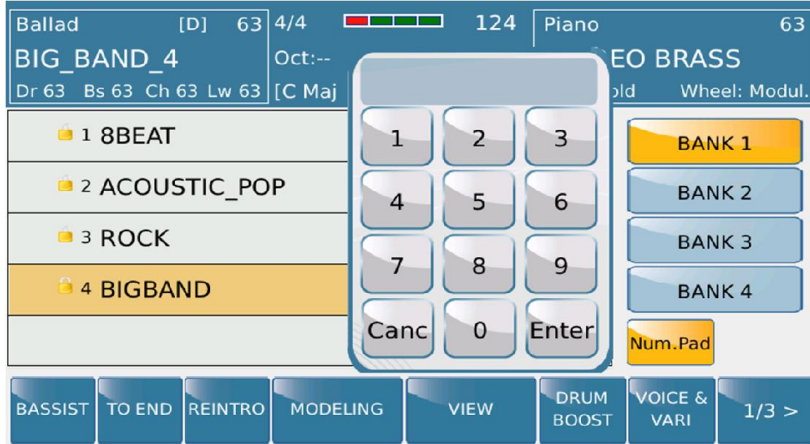 Ballad [D] 63 4/4 124 Piano 63
BIG_BAND_4 Oct:-- EO BRASS
Dr 63 Bs 63 Ch 63 Lw 63 [C Maj old Wheel: Modul.
1 8BEAT
2 ACOUSTIC_POP
3 ROCK
4 BIGBAND
1 2 3
4 5 6
7 8 9
Canc 0 Enter
BANK 1
BANK 2
BANK 3
BANK 4
Num.Pad
BASSIST TO END REINTRO MODELING VIEW DRUM BOOST VOICE & VARI 1/3 >